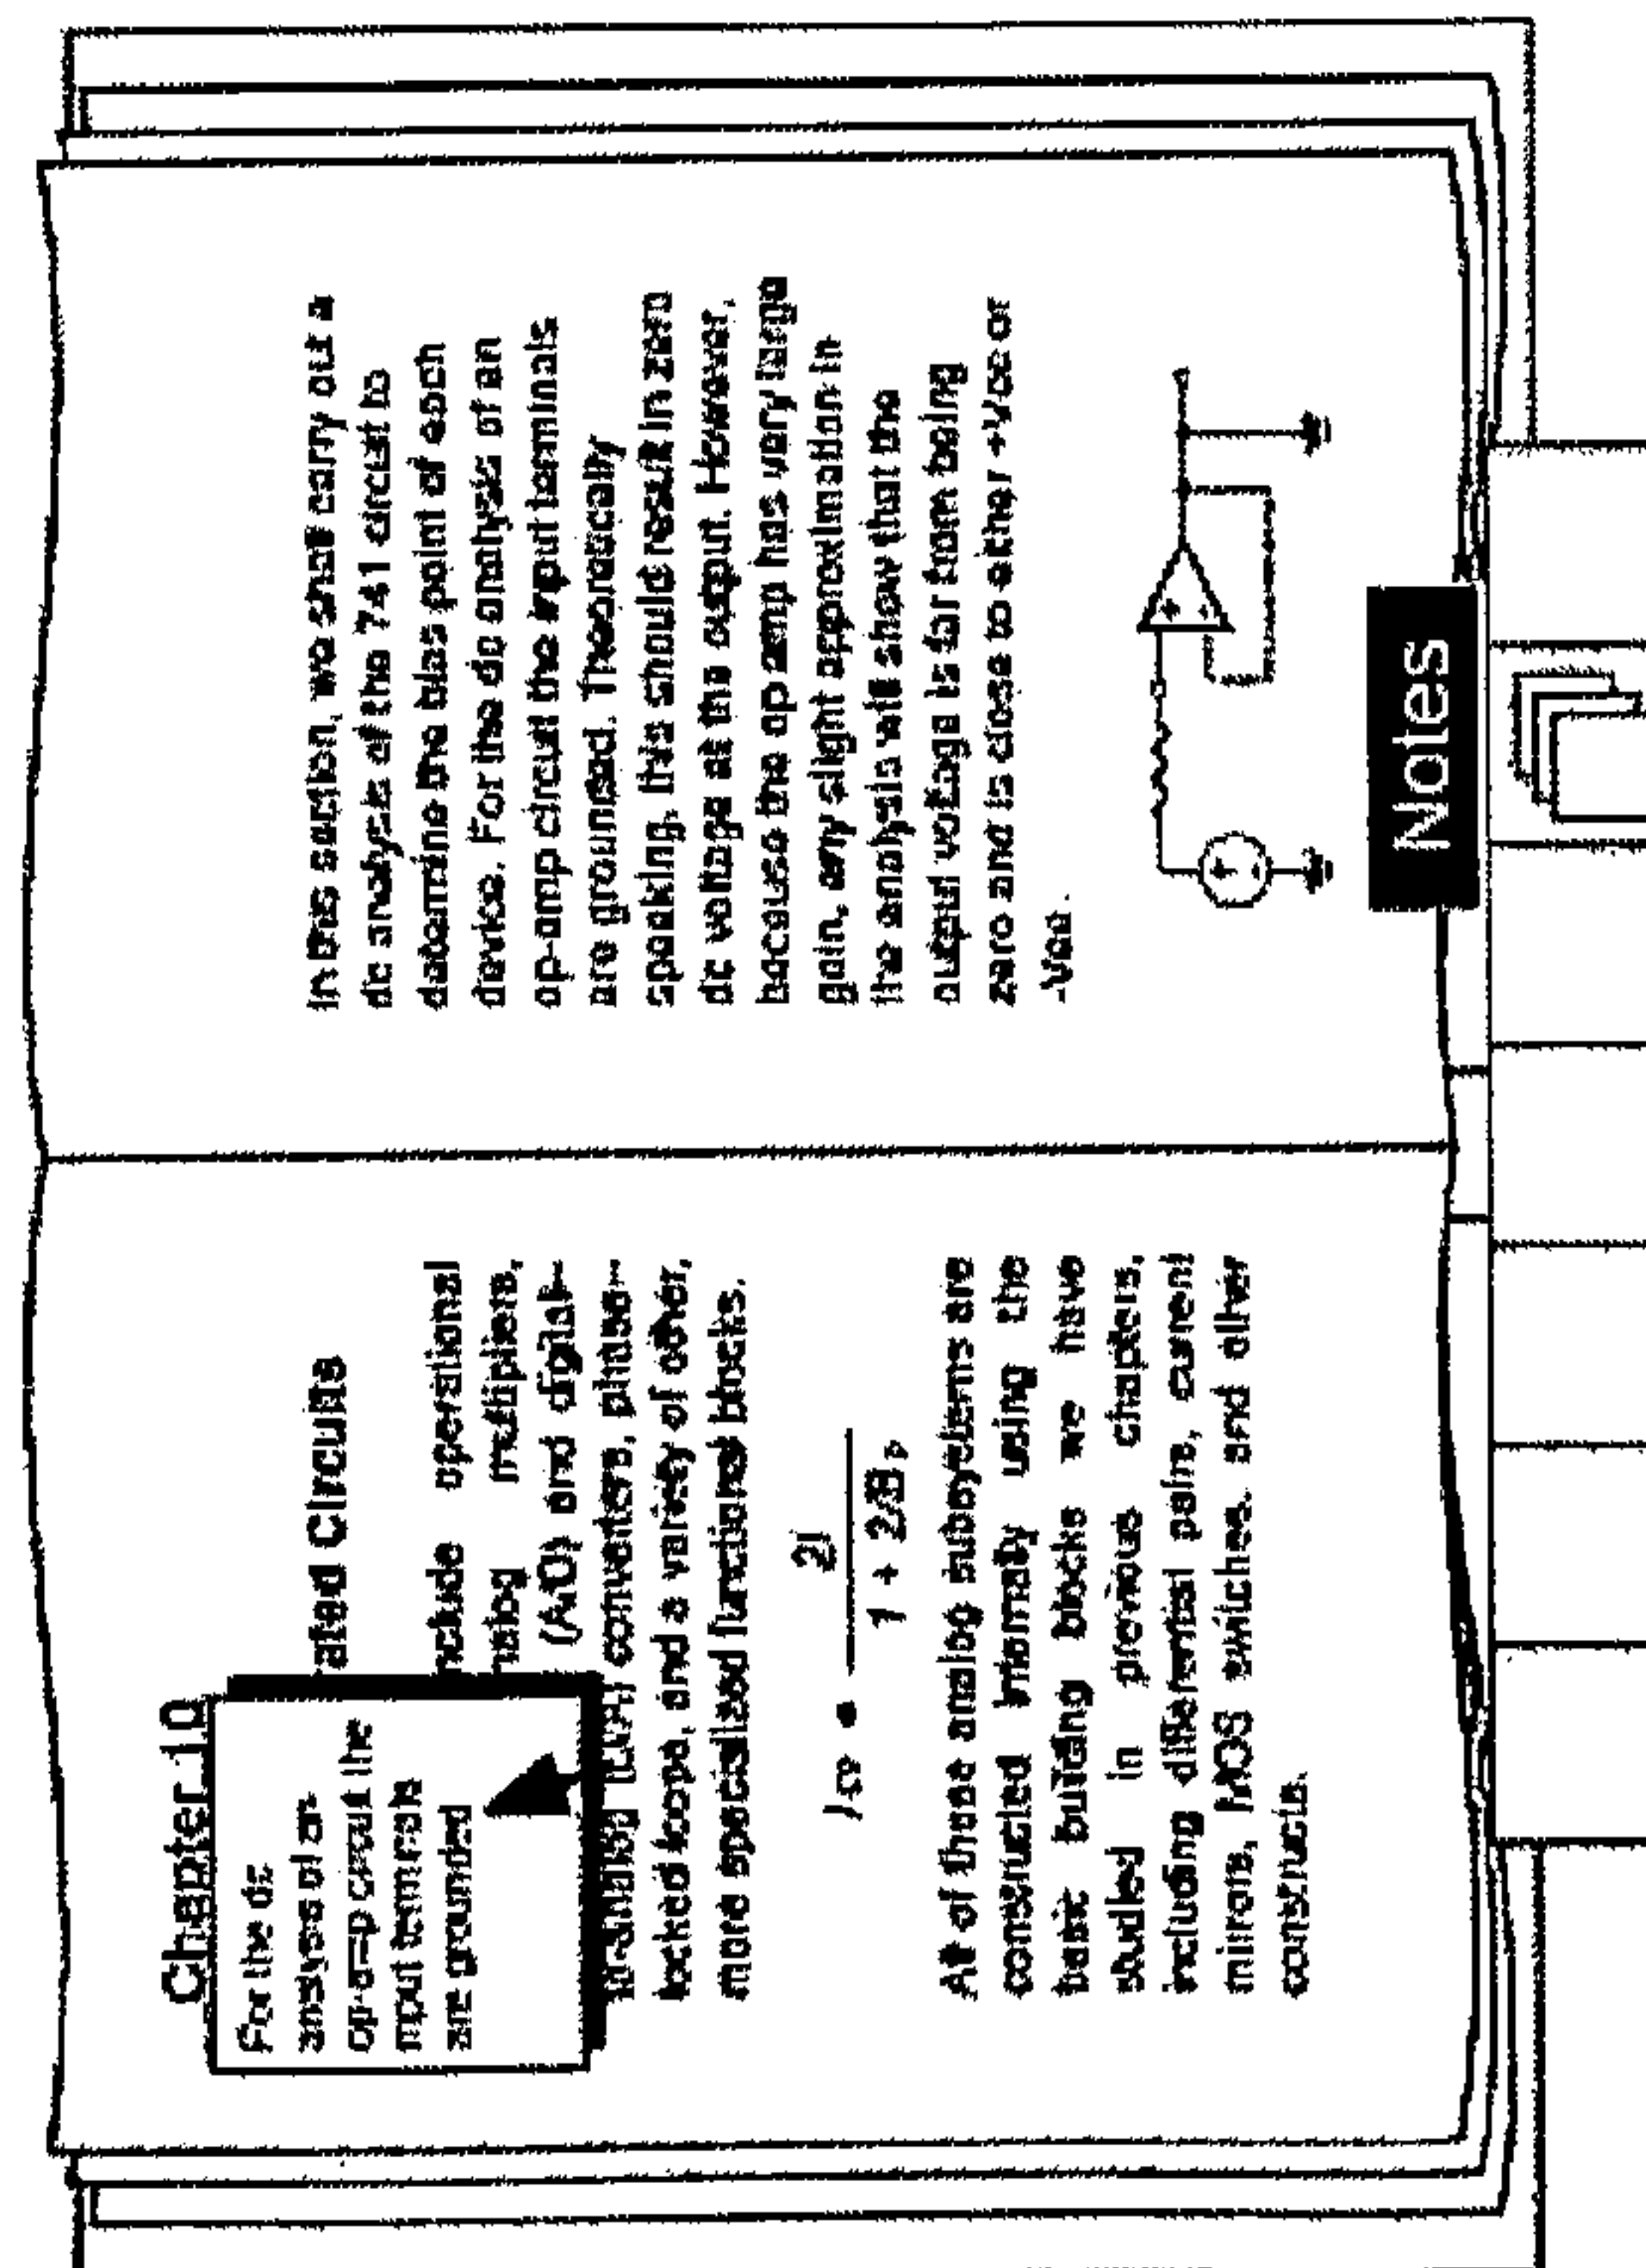 Chapter 10
ated Circuits
operational
multipliers,
(A/D) and digital-
converters, phase-
locked loops, and a variety of other,
more specialized functional blocks.
2I
1 + 2/β
All of these analog subsystems are
constructed internally using the
basic building blocks we have
studied in previous chapters,
including differential pairs, current
mirrors, MOS switches, and other
constructs.
For the dc
analysis of an
op-amp circuit the
input terminals
are grounded
In this section, we shall carry out a
dc analysis of the 741 circuit to
determine the bias point of each
device. For the dc analysis of an
op-amp circuit the input terminals
are grounded. Theoretically
speaking, this should result in zero
dc voltage at the output. However,
because the op amp has very large
gain, any slight approximation in
the analysis will show that the
output voltage is far from being
zero and is close to either +Vcc or
-Vee.
Notes